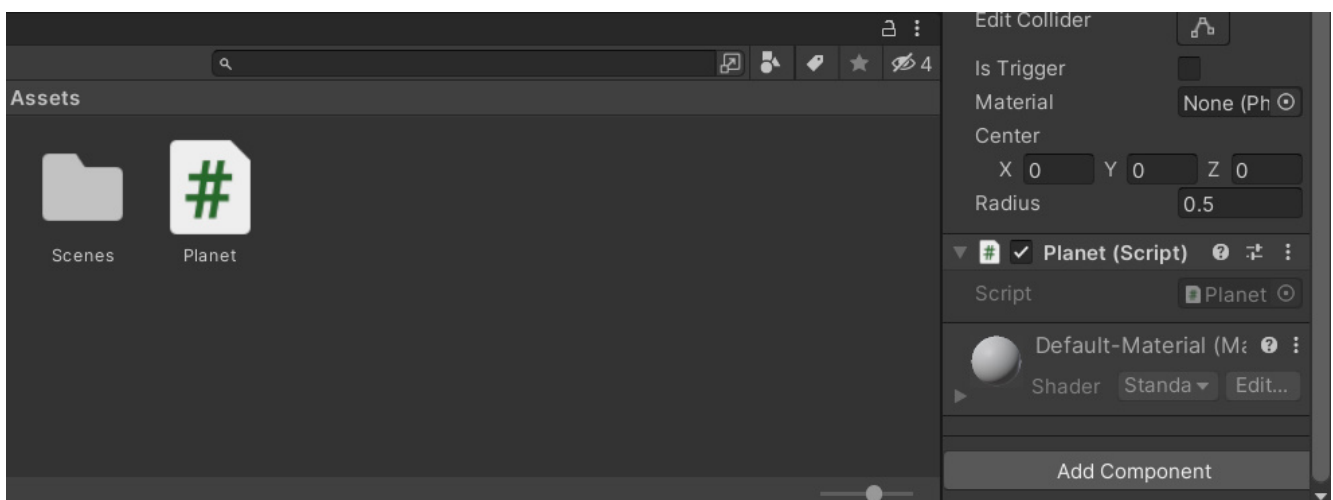 4
Assets
Scenes
Planet
Edit Collider
Is Trigger
Material None (Ph
Center
X 0 Y 0 Z 0
Radius 0.5
# Planet (Script)
Script Planet
Default-Material (Ma
Shader Standa Edit...
Add Component